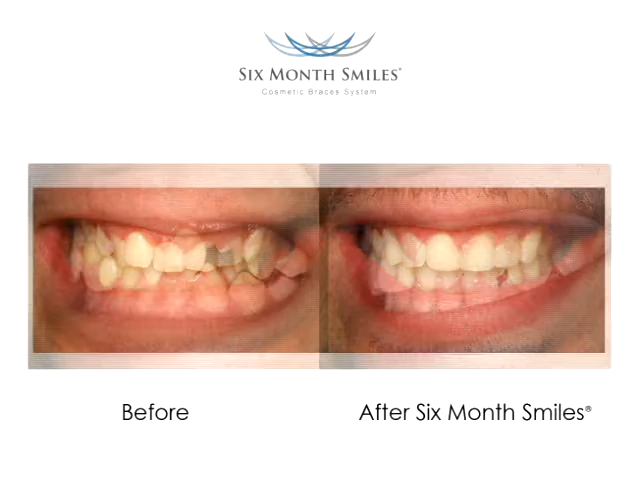 SIX MONTH SMILES®
Cosmetic Braces System
Before
After Six Month Smiles®